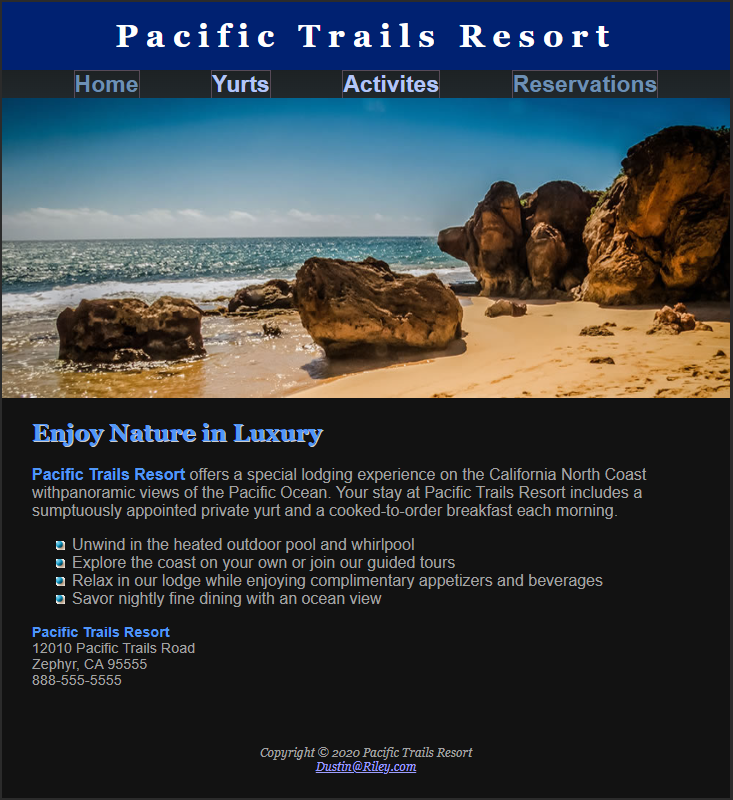 Pacific Trails Resort
Home Yurts Activites Reservations
Enjoy Nature in Luxury
Pacific Trails Resort offers a special lodging experience on the California North Coast
withpanoramic views of the Pacific Ocean. Your stay at Pacific Trails Resort includes a
sumptuously appointed private yurt and a cooked-to-order breakfast each morning.
Unwind in the heated outdoor pool and whirlpool
Explore the coast on your own or join our guided tours
Relax in our lodge while enjoying complimentary appetizers and beverages
Savor nightly fine dining with an ocean view
Pacific Trails Resort
12010 Pacific Trails Road
Zephyr, CA 95555
888-555-5555
Copyright © 2020 Pacific Trails Resort
Dustin@Riley.com